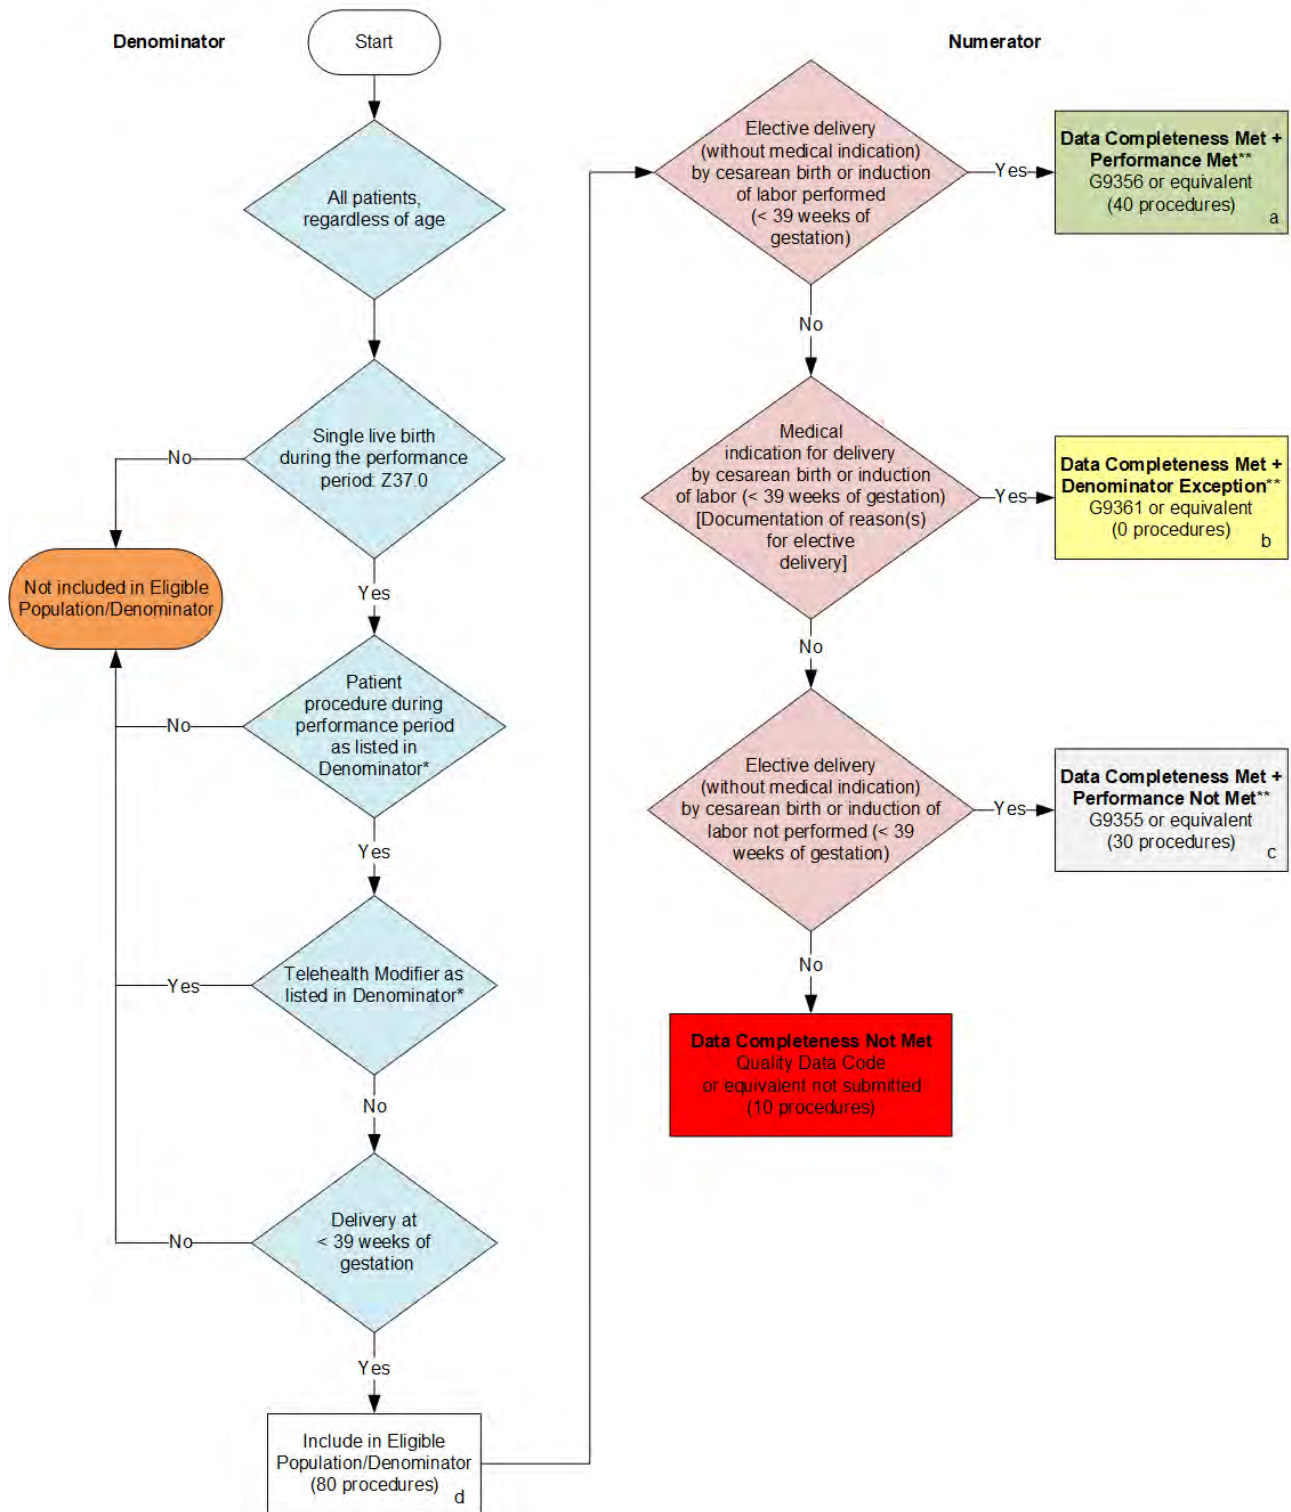 Denominator
Start
All patients,
regardless of age
Single live birth
during the performance
period: Z37.0
No
Yes
Not included in Eligible
Population/Denominator
Patient
procedure during
performance period
as listed in
Denominator*
No
Yes
Telehealth Modifier as
listed in Denominator*
Yes
No
Delivery at
< 39 weeks of
gestation
No
Yes
Include in Eligible
Population/Denominator
(80 procedures)
d
Numerator
Elective delivery
(without medical indication)
by cesarean birth or induction
of labor performed
(< 39 weeks of
gestation)
Yes
Data Completeness Met +
Performance Met**
G9356 or equivalent
(40 procedures)
a
No
Medical
indication for delivery
by cesarean birth or induction
of labor (< 39 weeks of gestation)
[Documentation of reason(s)
for elective
delivery]
Yes
Data Completeness Met +
Denominator Exception**
G9361 or equivalent
(0 procedures)
b
No
Elective delivery
(without medical indication)
by cesarean birth or induction of
labor not performed (< 39
weeks of gestation)
Yes
Data Completeness Met +
Performance Not Met**
G9355 or equivalent
(30 procedures)
c
No
Data Completeness Not Met
Quality Data Code
or equivalent not submitted
(10 procedures)